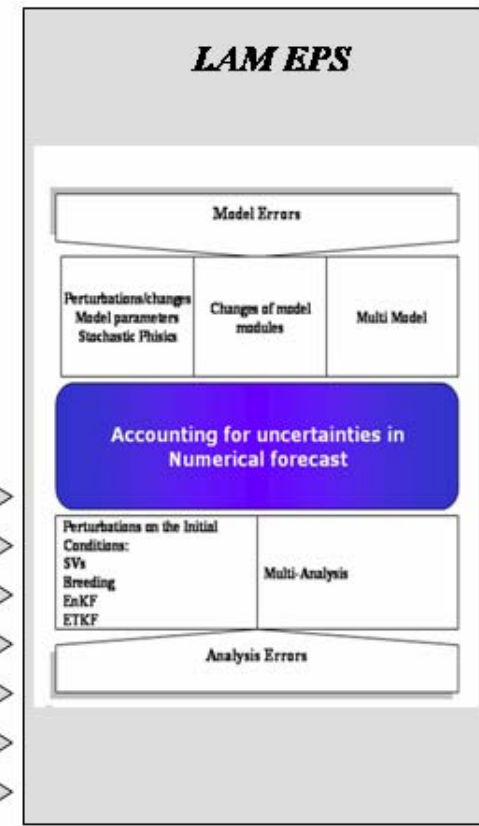 LAM EPS
Model Errors
Perturbations/changes
Model parameters
Stochastic Phisics
Changes of model
modules
Multi Model
Accounting for uncertainties in
Numerical forecast
Perturbations on the Initial
Conditions:
SVs
Breeding
EnKF
ETKF
Multi-Analysis
Analysis Errors